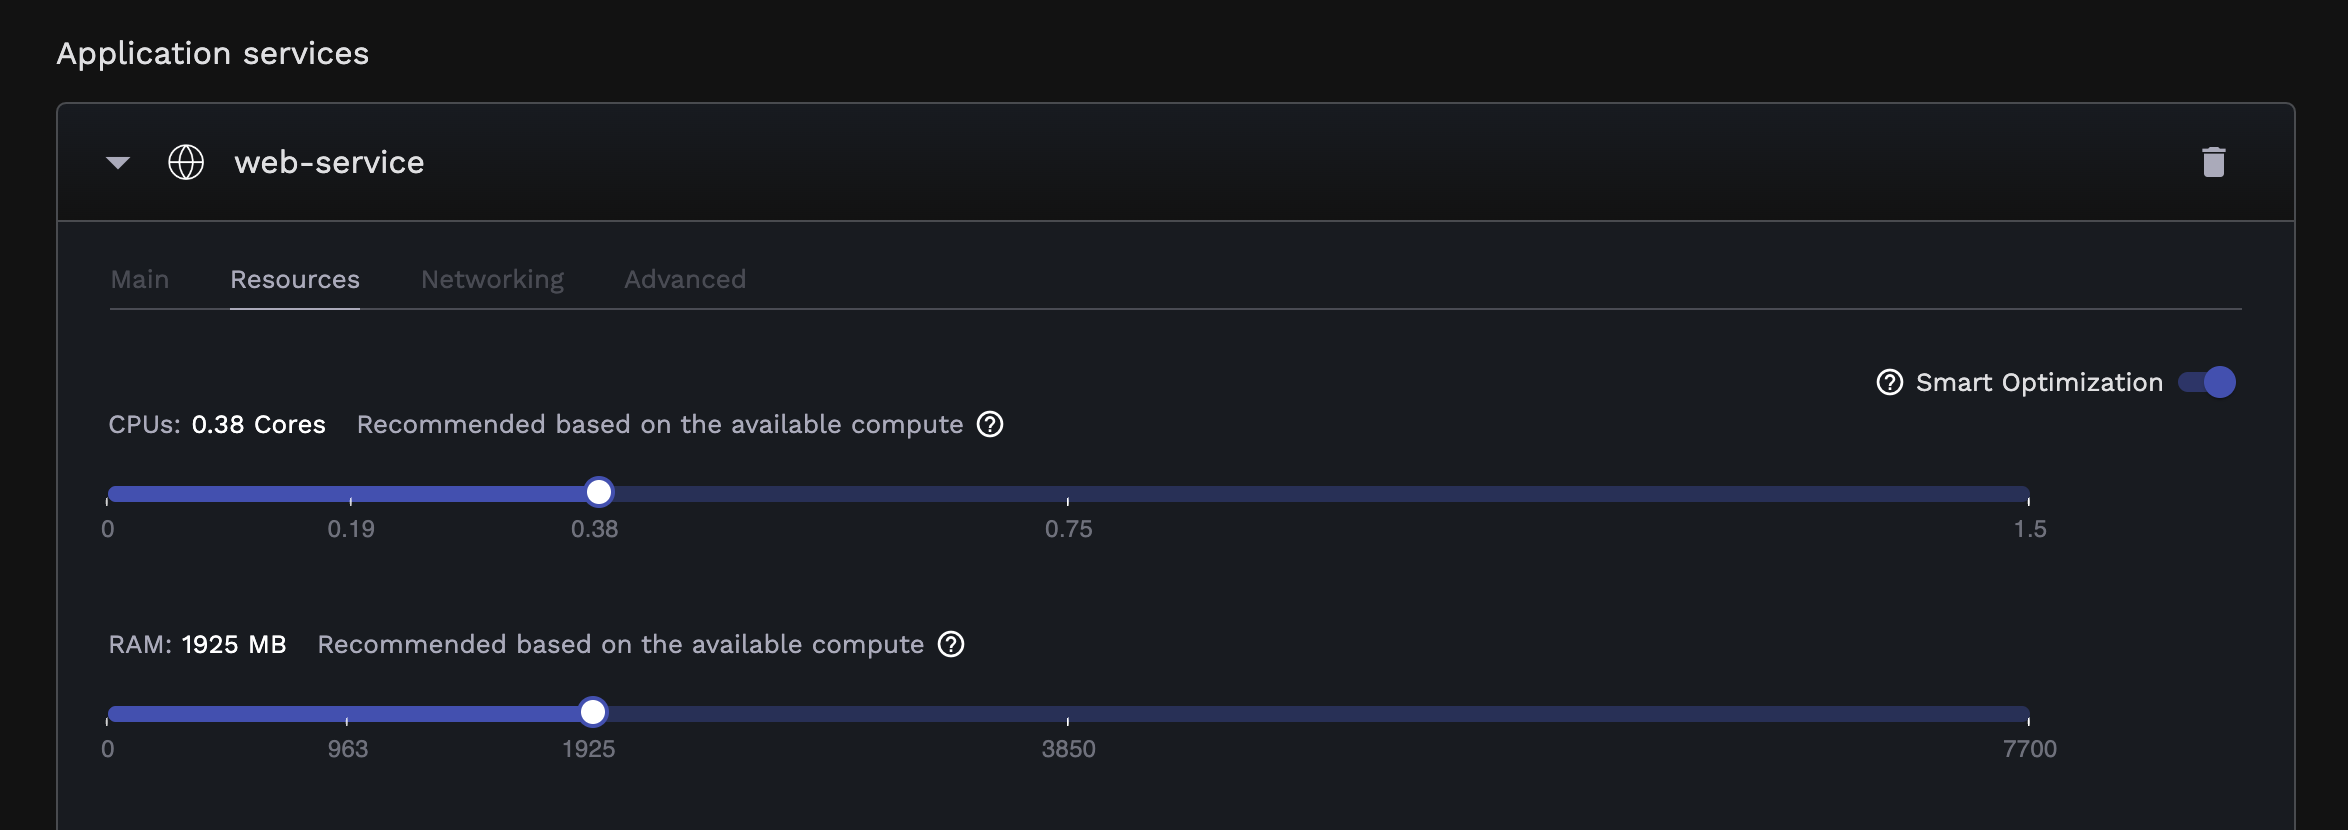 Application services
web-service
Main Resources Networking Advanced
Smart Optimization
CPUs: 0.38 Cores Recommended based on the available compute
0 0.19 0.38 0.75 1.5
RAM: 1925 MB Recommended based on the available compute
0 963 1925 3850 7700